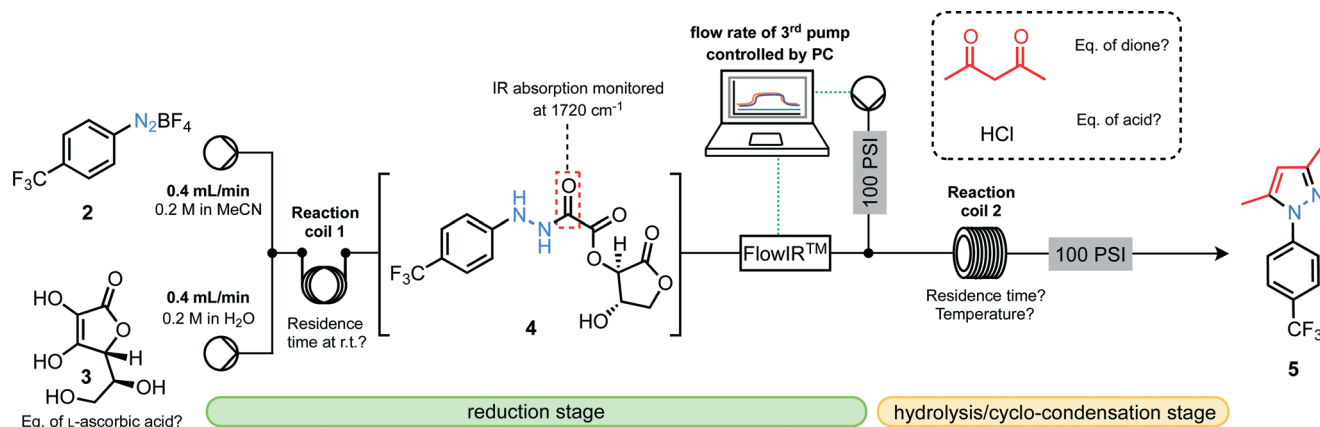 flow rate of 3rd pump
controlled by PC
Eq. of dione?
O O
IR absorption monitored
at 1720 cm-1
N2BF4
F3C
2
0.4 mL/min
0.2 M in MeCN
Reaction
coil 1
100 PSI
HCl
Eq. of acid?
O
H
N
N
H
O
O
H
O
O
F3C
HO
4
FlowIR™
Reaction
coil 2
100 PSI
Residence time?
Temperature?
N
N
CF3
5
0.4 mL/min
0.2 M in H2O
HO
O
O
HO
H
3
HO
OH
Residence
time at r.t.?
Eq. of L-ascorbic acid?
reduction stage
hydrolysis/cyclo-condensation stage